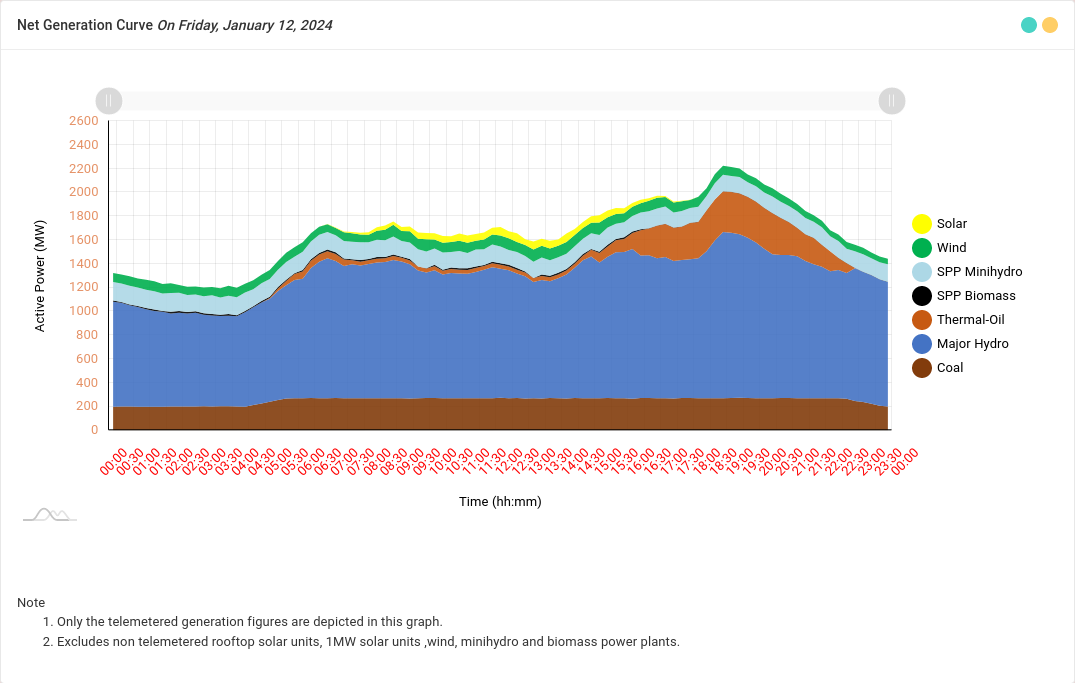 Net Generation Curve On Friday, January 12, 2024
2600
2400
2200
2000
1800
1600
1400
1200
1000
800
600
400
200
0
Active Power (MW)
00:00 00:30 01:00 01:30 02:00 02:30 03:00 03:30 04:00 04:30 05:00 05:30 06:00 06:30 07:00 07:30 08:00 08:30 09:00 09:30 10:00 10:30 11:00 11:30 12:00 12:30 13:00 13:30 14:00 14:30 15:00 15:30 16:00 16:30 17:00 17:30 18:00 18:30 19:00 19:30 20:00 20:30 21:00 21:30 22:00 22:30 23:00 23:30 00:00
Time (hh:mm)
Solar
Wind
SPP Minihydro
SPP Biomass
Thermal-Oil
Major Hydro
Coal
Note
1. Only the telemetered generation figures are depicted in this graph.
2. Excludes non telemetered rooftop solar units, 1MW solar units ,wind, minihydro and biomass power plants.